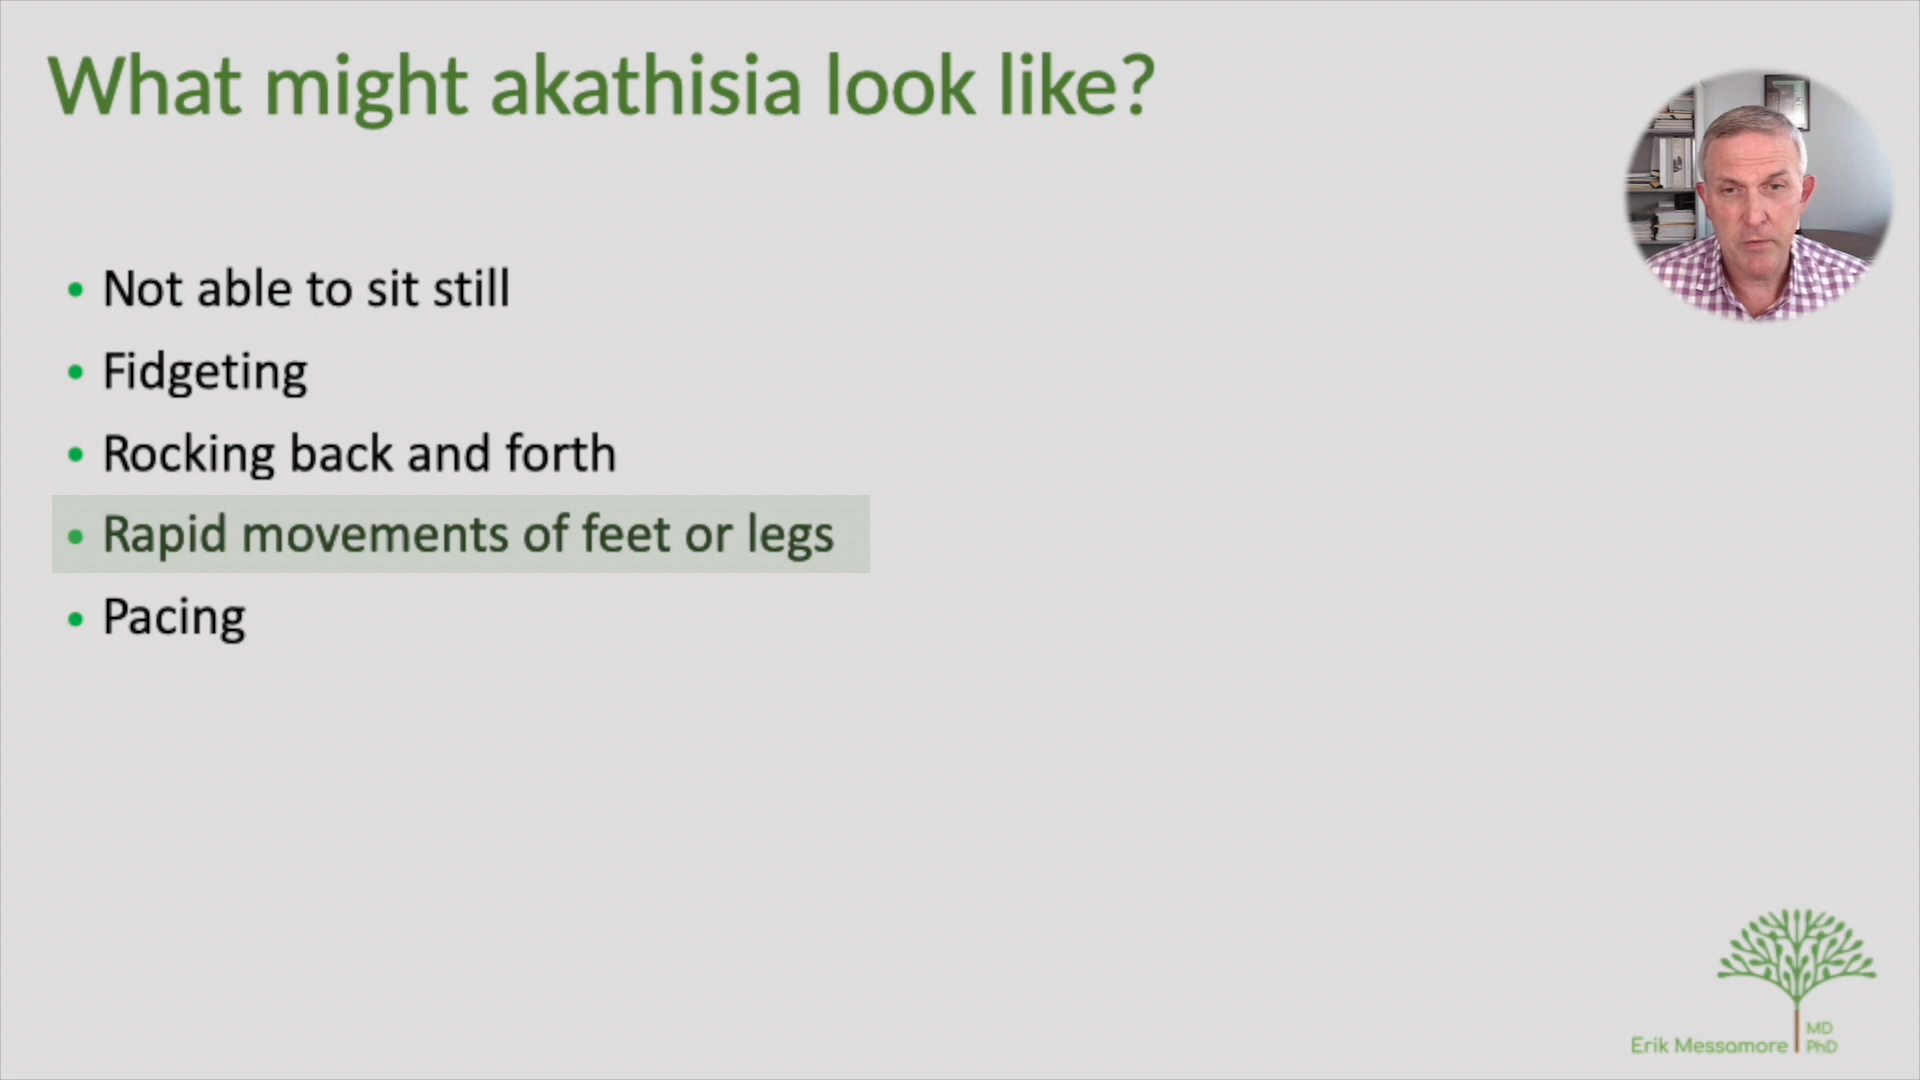 What might akathisia look like?
• Not able to sit still
• Fidgeting
• Rocking back and forth
• Rapid movements of feet or legs
• Pacing
Erik Messamore
MD
PhD